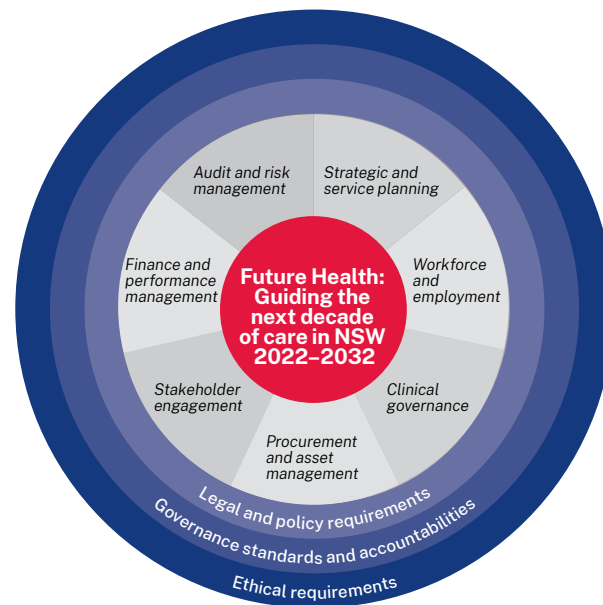 Audit and risk
management
Strategic and
service planning
Finance and
performance
management
Future Health:
Guiding the
next decade
of care in NSW
2022–2032
Workforce
and
employment
Stakeholder
engagement
Clinical
governance
Procurement
and asset
management
Legal and policy requirements
Governance standards and accountabilities
Ethical requirements